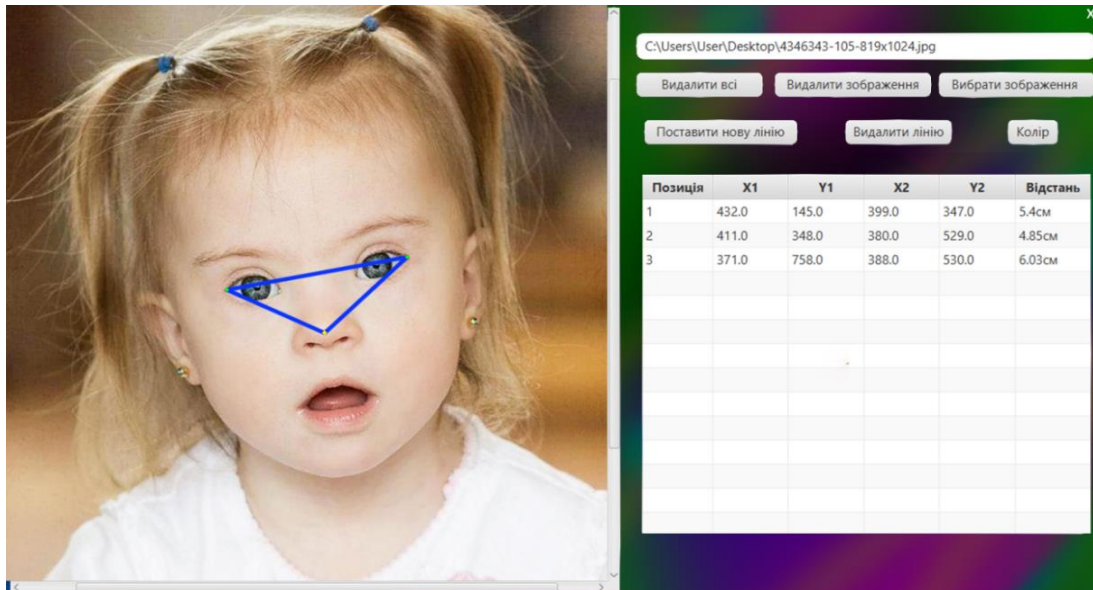 X
C:\Users\User\Desktop\4346343-105-819x1024.jpg
Видалити всі Видалити зображення Вибрати зображення
Поставити нову лінію Видалити лінію Колір
Позиція X1 Y1 X2 Y2 Відстань
1 432.0 145.0 399.0 347.0 5.4см
2 411.0 348.0 380.0 529.0 4.85см
3 371.0 758.0 388.0 530.0 6.03см